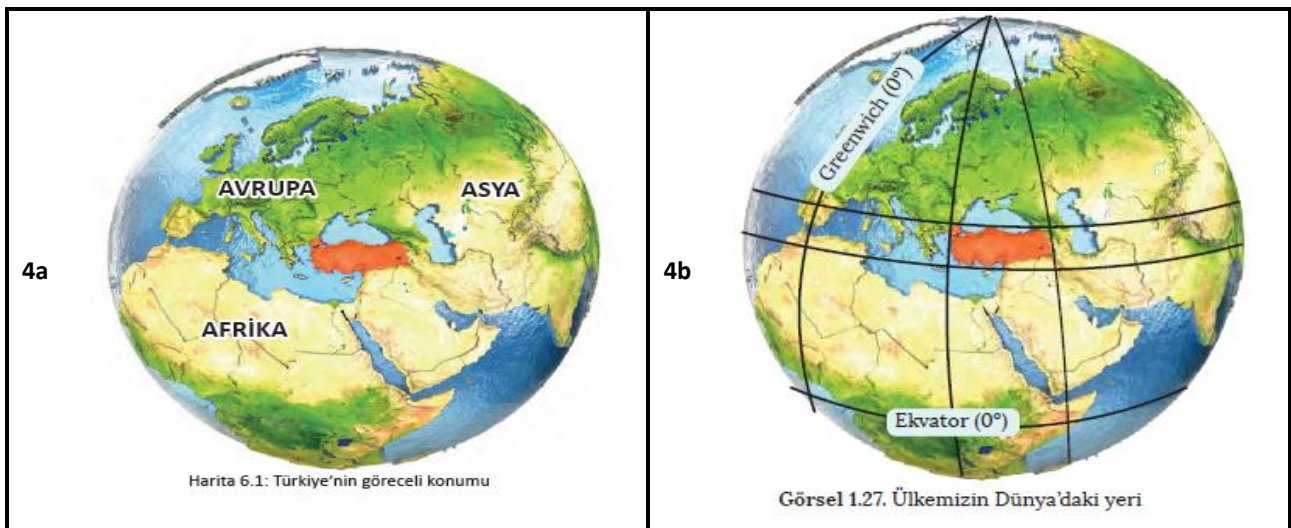 4a
AVRUPA
ASYA
AFRİKA
Harita 6.1: Türkiye'nin göreceli konumu
4b
Greenwich (0°)
Ekvator (0°)
Görsel 1.27. Ülkemizin Dünya'daki yeri